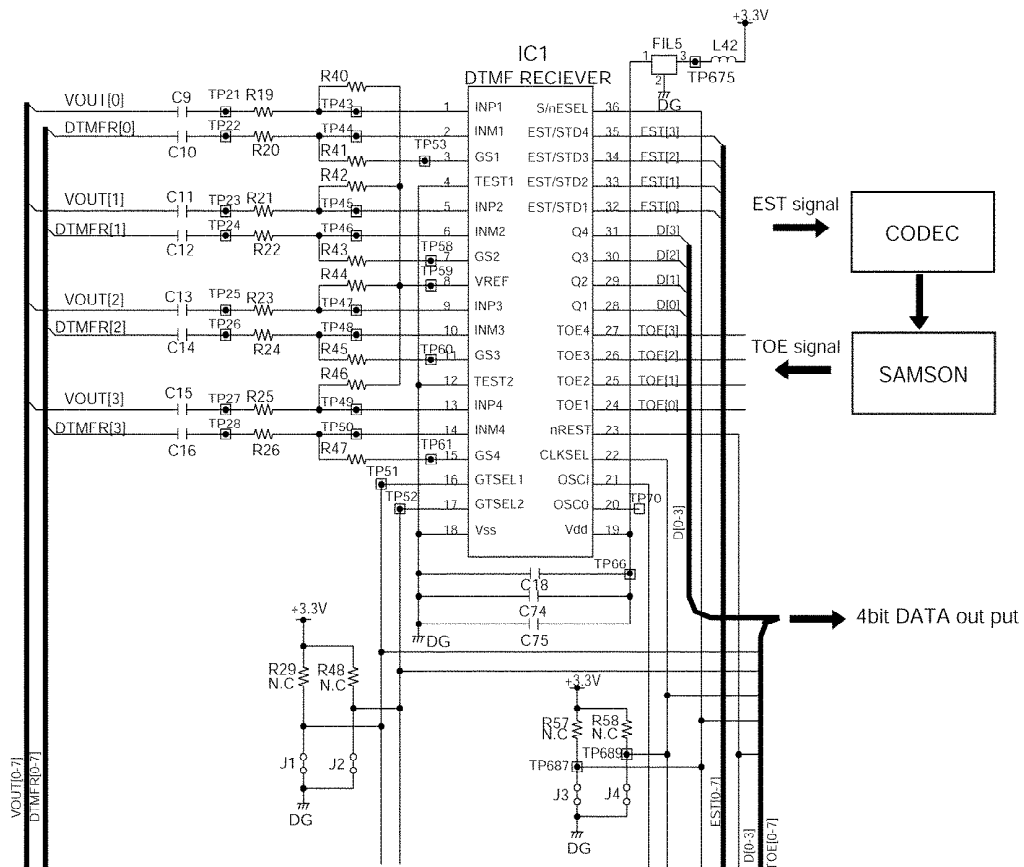 +3.3V
IC1
DTMF RECIEVER
FIL5
L42
1
3
2
TP675
DG
R40
VOUT[0]
C9
TP21
R19
TP43
1
INP1
S/nESEL
36
DTMFR[0]
TP22
TP44
2
INM1
EST/STD4
35
EST[3]
C10
R20
R41
TP53
3
GS1
EST/STD3
34
EST[2]
R42
4
TEST1
EST/STD2
33
EST[1]
VOUT[1]
C11
TP23
R21
TP45
5
INP2
EST/STD1
32
EST[0]
DTMFR[1]
TP24
TP46
6
INM2
Q4
31
D[3]
C12
R22
R43
TP58
7
GS2
Q3
30
D[2]
R44
TP59
8
VREF
Q2
29
D[1]
VOUT[2]
C13
TP25
R23
TP47
9
INP3
Q1
28
D[0]
DTMFR[2]
TP26
TP48
10
INM3
TOE4
27
TOE[3]
C14
R24
R45
TP60
11
GS3
TOE3
26
TOE[2]
R46
12
TEST2
TOE2
25
TOE[1]
VOUT[3]
C15
TP27
R25
TP49
13
INP4
TOE1
24
TOE[0]
DTMFR[3]
TP28
TP50
14
INM4
nREST
23
C16
R26
R47
TP61
15
GS4
CLKSEL
22
TP51
16
GTSEL1
OSCI
21
TP52
17
GTSEL2
OSC0
20
TP70
18
Vss
Vdd
19
EST signal
CODEC
TOE signal
SAMSON
D[0-3]
TP66
C18
C74
C75
DG
4bit DATA out put
+3.3V
R29
N.C
R48
N.C
J1
J2
DG
+3.3V
R57
N.C
R58
N.C
TP689
TP687
J3
J4
DG
VOUT[0-7]
DTMFR[0-7]
EST[0-7]
D[0-3]
TOE[0-7]